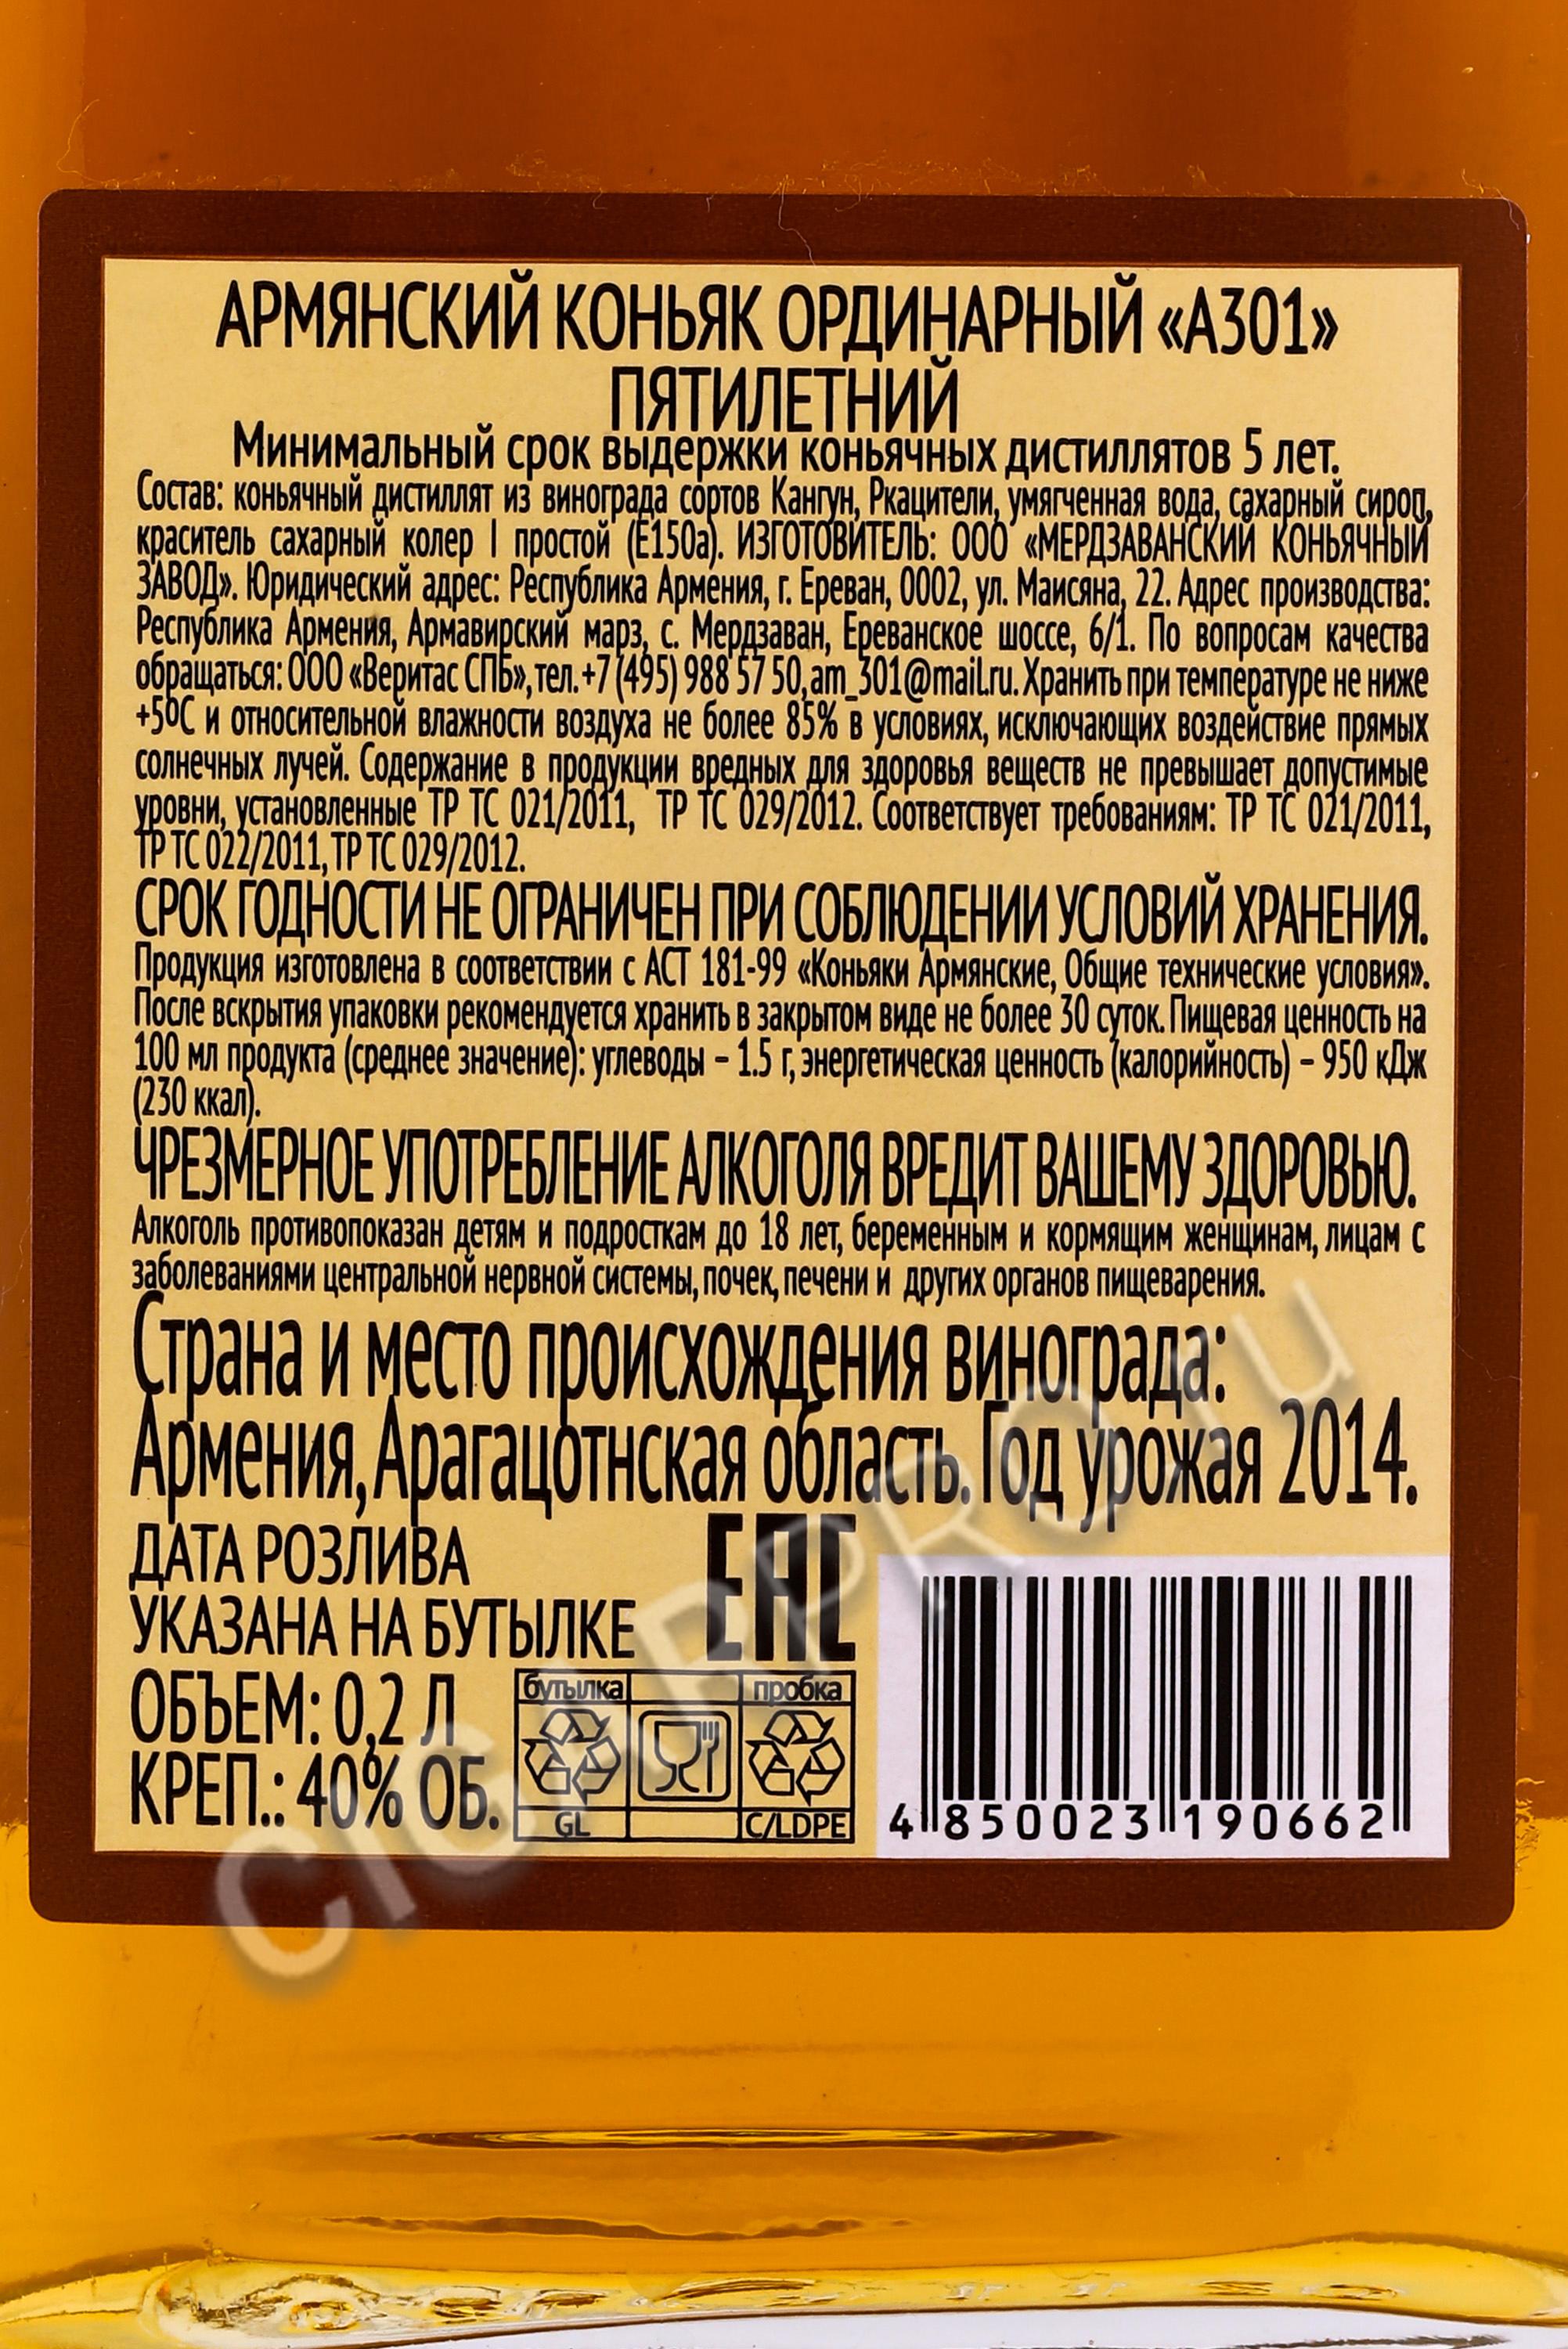 АРМЯНСКИЙ КОНЬЯК ОРДИНАРНЫЙ «А301»
ПЯТИЛЕТНИЙ
Минимальный срок выдержки коньячных дистиллятов 5 лет.
Состав: коньячный дистиллят из винограда сортов Кангун, Ркацители, умягченная вода, сахарный сироп,
краситель сахарный колер I простой (Е150а). ИЗГОТОВИТЕЛЬ: ООО «МЕРДЗАВАНСКИЙ КОНЬЯЧНЫЙ
ЗАВОД». Юридический адрес: Республика Армения, г. Ереван, 0002, ул. Маисяна, 22. Адрес производства:
Республика Армения, Армавирский марз, с. Мердзаван, Ереванское шоссе, 6/1. По вопросам качества
обращаться: ООО «Веритас СПБ», тел. +7 (495) 988 57 50, am_301@mail.ru. Хранить при температуре не ниже
+5ºС и относительной влажности воздуха не более 85% в условиях, исключающих воздействие прямых
солнечных лучей. Содержание в продукции вредных для здоровья веществ не превышает допустимые
уровни, установленные ТР ТС 021/2011, ТР ТС 029/2012. Соответствует требованиям: ТР ТС 021/2011,
ТР ТС 022/2011, ТР ТС 029/2012.
СРОК ГОДНОСТИ НЕ ОГРАНИЧЕН ПРИ СОБЛЮДЕНИИ УСЛОВИЙ ХРАНЕНИЯ.
Продукция изготовлена в соответствии с АСТ 181-99 «Коньяки Армянские, Общие технические условия».
После вскрытия упаковки рекомендуется хранить в закрытом виде не более 30 суток. Пищевая ценность на
100 мл продукта (среднее значение): углеводы – 1.5 г, энергетическая ценность (калорийность) – 950 кДж
(230 ккал).
ЧРЕЗМЕРНОЕ УПОТРЕБЛЕНИЕ АЛКОГОЛЯ ВРЕДИТ ВАШЕМУ ЗДОРОВЬЮ.
Алкоголь противопоказан детям и подросткам до 18 лет, беременным и кормящим женщинам, лицам с
заболеваниями центральной нервной системы, почек, печени и других органов пищеварения.
Страна и место происхождения винограда:
Армения, Арагацотнская область. Год урожая 2014.
ДАТА РОЗЛИВА
УКАЗАНА НА БУТЫЛКЕ
ОБЪЕМ: 0,2 Л
КРЕП.: 40% ОБ.
ЕАС
бутылка пробка
GL C/LDPE
4 850023 190662
CIGARPRO.ru